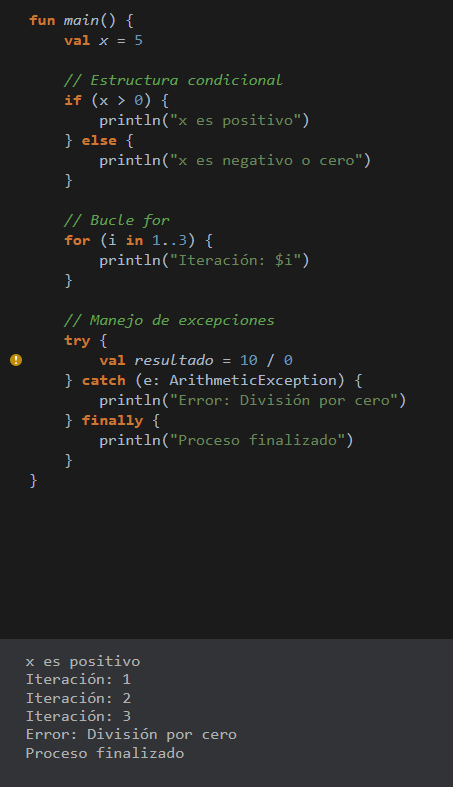 fun main() {
    val x = 5

    // Estructura condicional
    if (x > 0) {
        println("x es positivo")
    } else {
        println("x es negativo o cero")
    }

    // Bucle for
    for (i in 1..3) {
        println("Iteración: $i")
    }

    // Manejo de excepciones
    try {
        val resultado = 10 / 0
    } catch (e: ArithmeticException) {
        println("Error: División por cero")
    } finally {
        println("Proceso finalizado")
    }
}

x es positivo
Iteración: 1
Iteración: 2
Iteración: 3
Error: División por cero
Proceso finalizado